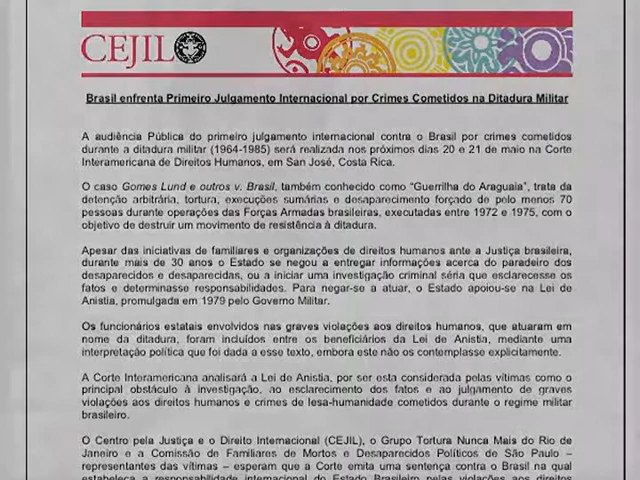 CEJIL
Brasil enfrenta Primeiro Julgamento Internacional por Crimes Cometidos na Ditadura Militar
A audiência Pública do primeiro julgamento internacional contra o Brasil por crimes cometidos
durante a ditadura militar (1964-1985) será realizada nos próximos dias 20 e 21 de maio na Corte
Interamericana de Direitos Humanos, em San José, Costa Rica.
O caso Gomes Lund e outros v. Brasil, também conhecido como “Guerrilha do Araguaia”, trata da
detenção arbitrária, tortura, execuções sumárias e desaparecimento forçado de pelo menos 70
pessoas durante operações das Forças Armadas brasileiras, executadas entre 1972 e 1975, com o
objetivo de destruir um movimento de resistência à ditadura.
Apesar das iniciativas de familiares e organizações de direitos humanos ante a Justiça brasileira,
durante mais de 30 anos o Estado se negou a entregar informações acerca do paradeiro dos
desaparecidos e desaparecidas, ou a iniciar uma investigação criminal séria que esclarecesse os
fatos e determinasse responsabilidades. Para negar-se a atuar, o Estado apoiou-se na Lei de
Anistia, promulgada em 1979 pelo Governo Militar.
Os funcionários estatais envolvidos nas graves violações aos direitos humanos, que atuaram em
nome da ditadura, foram incluídos entre os beneficiários da Lei de Anistia, mediante uma
interpretação política que foi dada a esse texto, embora este não os contemplasse explicitamente.
A Corte Interamericana analisará a Lei de Anistia, por ser esta considerada pelas vítimas como o
principal obstáculo à investigação, ao esclarecimento dos fatos e ao julgamento de graves
violações aos direitos humanos e crimes de lesa-humanidade cometidos durante o regime militar
brasileiro.
O Centro pela Justiça e o Direito Internacional (CEJIL), o Grupo Tortura Nunca Mais do Rio de
Janeiro e a Comissão de Familiares de Mortos e Desaparecidos Políticos de São Paulo –
representantes das vítimas – esperam que a Corte emita uma sentença contra o Brasil na qual
estabeleça a responsabilidade internacional do Estado Brasileiro pelas violações aos direitos